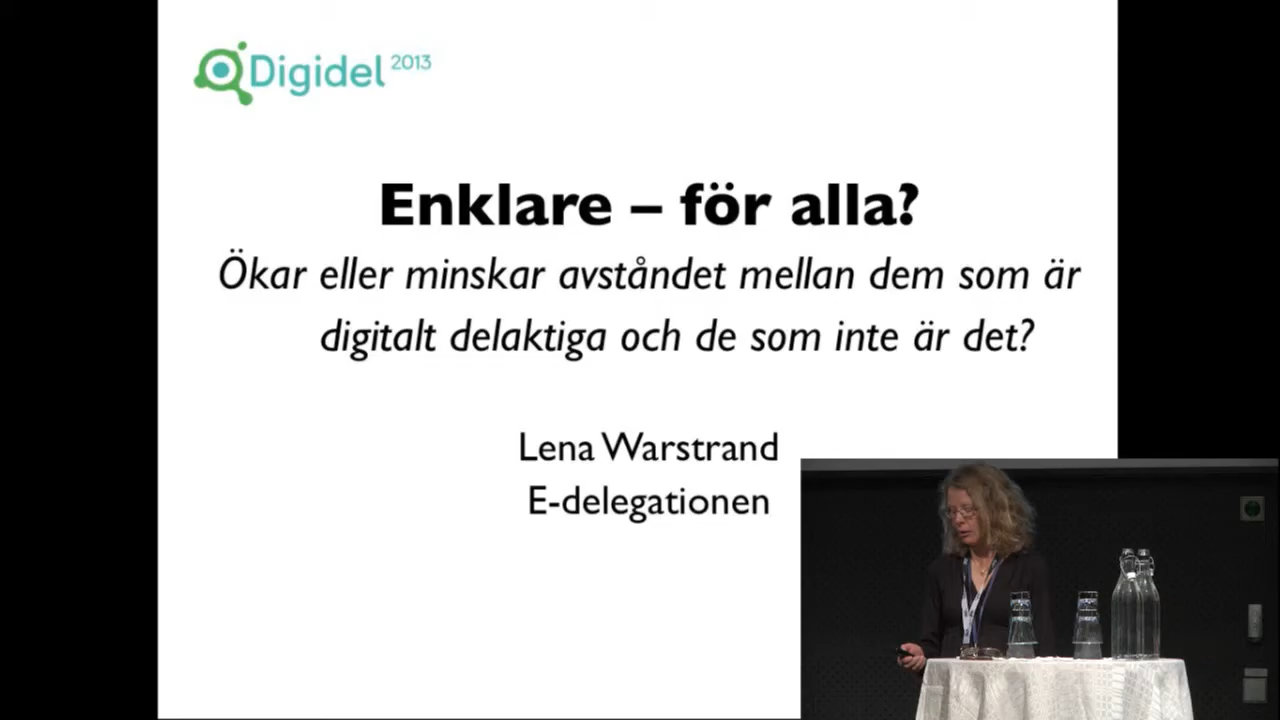 Digidel 2013
Enklare – för alla?
Ökar eller minskar avståndet mellan dem som är
digitalt delaktiga och de som inte är det?
Lena Warstrand
E-delegationen